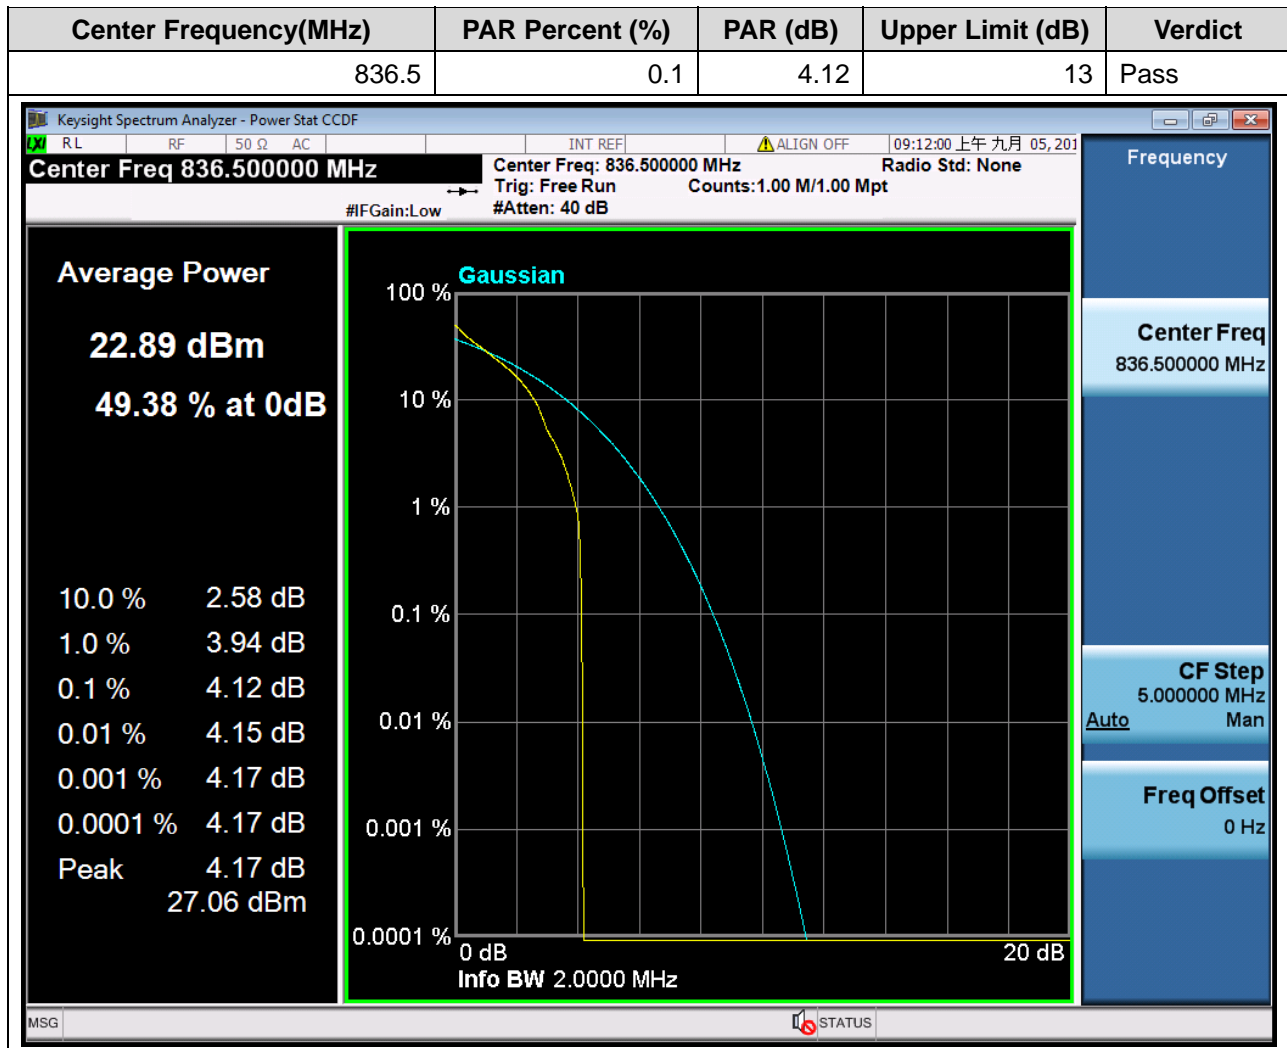 Center Frequency(MHz) PAR Percent (%) PAR (dB) Upper Limit (dB) Verdict
836.5 0.1 4.12 13 Pass
Keysight Spectrum Analyzer - Power Stat CCDF
LXI RL RF 50 Ω AC INT REF ALIGN OFF 09:12:00 上午 九月 05, 201
Center Freq 836.500000 MHz
#IFGain:Low
Center Freq: 836.500000 MHz Radio Std: None
Trig: Free Run Counts:1.00 M/1.00 Mpt
#Atten: 40 dB
Average Power
22.89 dBm
49.38 % at 0dB
10.0 % 2.58 dB
1.0 % 3.94 dB
0.1 % 4.12 dB
0.01 % 4.15 dB
0.001 % 4.17 dB
0.0001 % 4.17 dB
Peak 4.17 dB
27.06 dBm
Gaussian
100 %
10 %
1 %
0.1 %
0.01 %
0.001 %
0.0001 %
0 dB 20 dB
Info BW 2.0000 MHz
Frequency
Center Freq
836.500000 MHz
CF Step
5.000000 MHz
Auto Man
Freq Offset
0 Hz
MSG STATUS